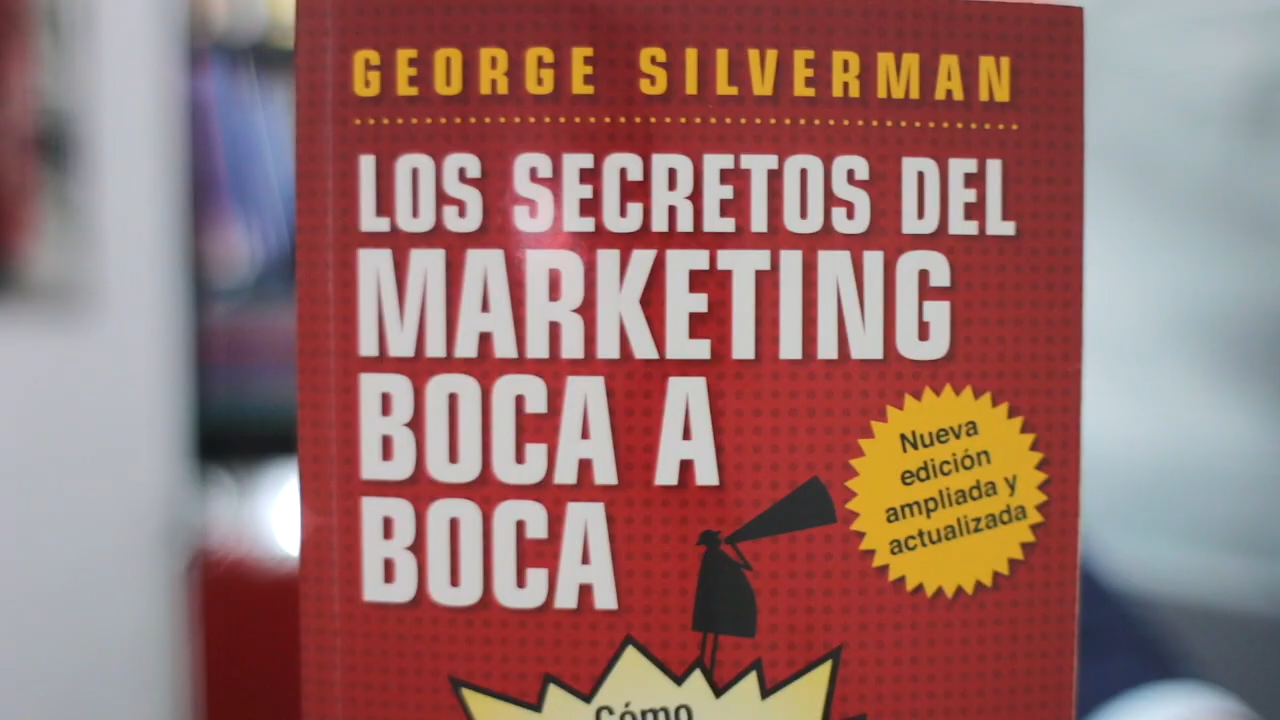 GEORGE SILVERMAN
LOS SECRETOS DEL
MARKETING
BOCA A
BOCA
Nueva
edición
ampliada y
actualizada
Cómo